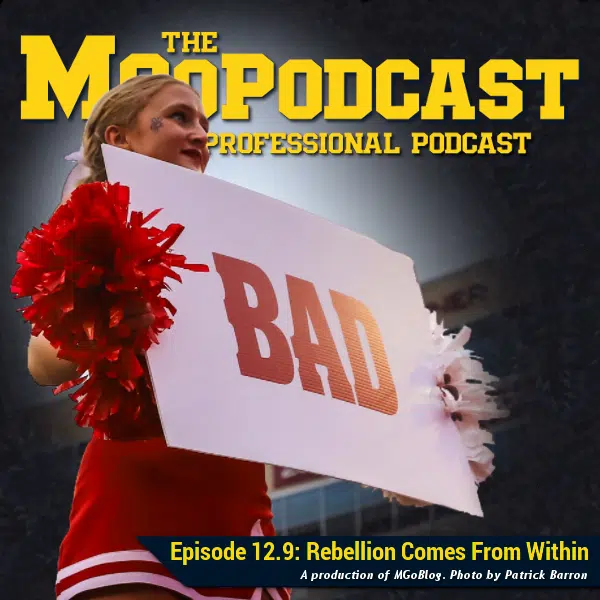 THE
MGOPODCAST
PROFESSIONAL PODCAST
BAD
Episode 12.9: Rebellion Comes From Within
A production of MGoBlog. Photo by Patrick Barron